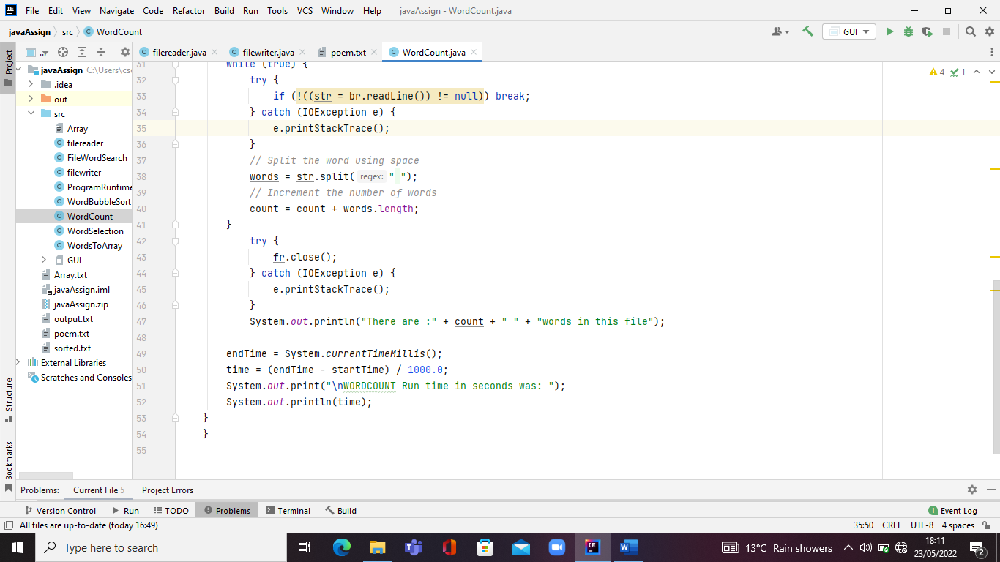 File Edit View Navigate Code Refactor Build Run Tools VCS Window Help javaAssign - WordCount.java
javaAssign src WordCount GUI
Project .. filereader.java filewriter.java poem.txt WordCount.java
javaAssign C:\Users\cs
.idea
out
src
Array
filereader
FileWordSearch
filewriter
ProgramRuntime
WordBubbleSort
WordCount
WordSelection
WordsToArray
GUI
Array.txt
javaAssign.iml
javaAssign.zip
output.txt
poem.txt
sorted.txt
External Libraries
Scratches and Consoles
Structure
Bookmarks
4 1
31 while (true) {
32 try {
33 if (!((str = br.readLine()) != null)) break;
34 } catch (IOException e) {
35 e.printStackTrace();
36 }
37 // Split the word using space
38 words = str.split( regex: " ");
39 // Increment the number of words
40 count = count + words.length;
41 }
42 try {
43 fr.close();
44 } catch (IOException e) {
45 e.printStackTrace();
46 }
47 System.out.println("There are :" + count + " " + "words in this file");
48
49 endTime = System.currentTimeMillis();
50 time = (endTime - startTime) / 1000.0;
51 System.out.print("\nWORDCOUNT Run time in seconds was: ");
52 System.out.println(time);
53 }
54 }
55
Problems: Current File 5 Project Errors
Version Control Run TODO Problems Terminal Build 1 Event Log
All files are up-to-date (today 16:49) 35:50 CRLF UTF-8 4 spaces
Type here to search 13°C Rain showers 18:11
23/05/2022 2